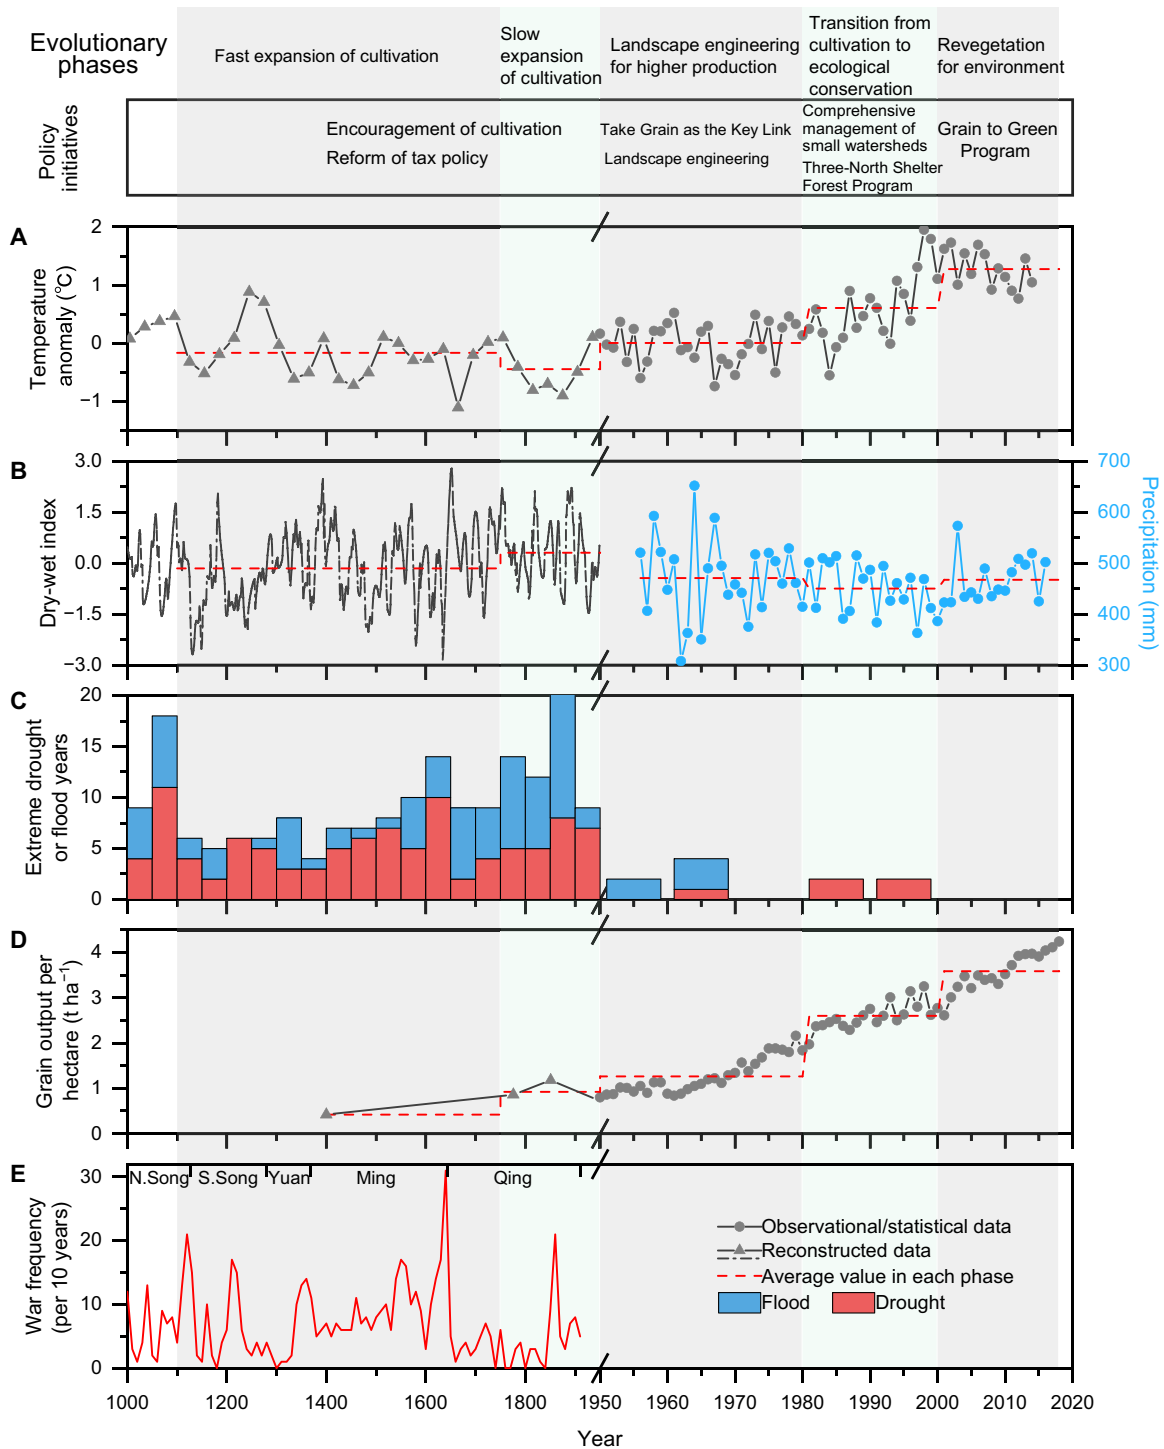 Evolutionary
phases
Fast expansion of cultivation
Slow
expansion
of cultivation
Landscape engineering
for higher production
Transition from
cultivation to
ecological
conservation
Revegetation
for environment
Policy
initiatives
Encouragement of cultivation
Reform of tax policy
Take Grain as the Key Link
Landscape engineering
Comprehensive
management of
small watersheds
Three-North Shelter
Forest Program
Grain to Green
Program
A
Temperature
anomaly (°C)
2
1
0
−1
B
Dry-wet index
3.0
1.5
0.0
−1.5
−3.0
700
600
500
400
300
Precipitation (mm)
C
Extreme drought
or flood years
20
15
10
5
0
D
Grain output per
hectare (t ha⁻¹)
4
3
2
1
0
E
War frequency
(per 10 years)
30
20
10
0
N.Song
S.Song
Yuan
Ming
Qing
Observational/statistical data
Reconstructed data
Average value in each phase
Flood
Drought
1000
1200
1400
1600
1800
1950
1960
1970
1980
1990
2000
2010
2020
Year